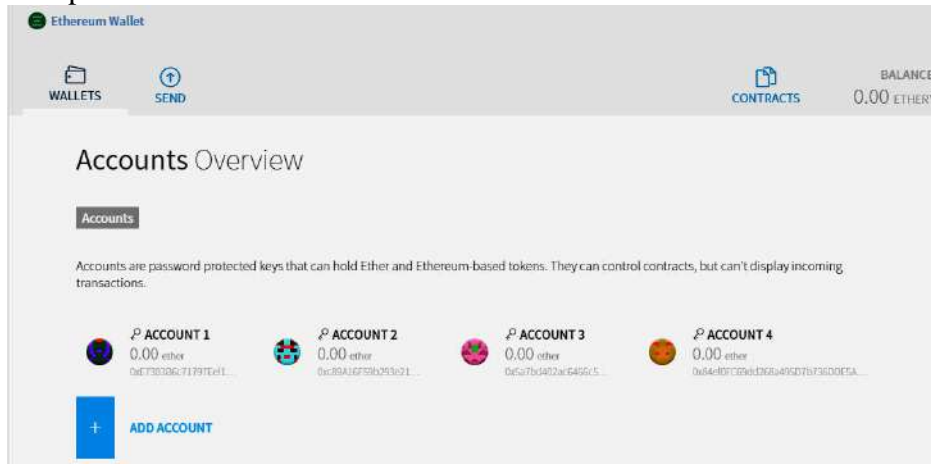 Ethereum Wallet
WALLETS
SEND
CONTRACTS
BALANCE
0.00 ETHER
Accounts Overview
Accounts
Accounts are password protected keys that can hold Ether and Ethereum-based tokens. They can control contracts, but can't display incoming
transactions.
ACCOUNT 1
0.00 ether
ACCOUNT 2
0.00 ether
ACCOUNT 3
0.00 ether
ACCOUNT 4
0.00 ether
+ ADD ACCOUNT